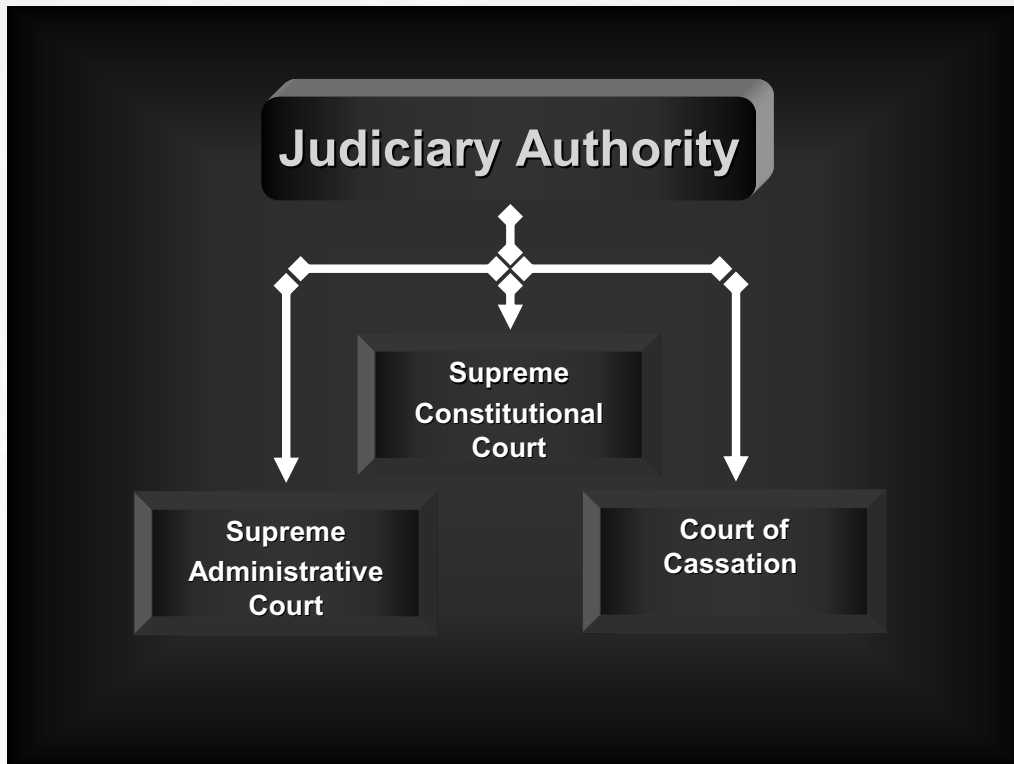 Judiciary Authority
Supreme
Constitutional
Court
Supreme
Administrative
Court
Court of
Cassation